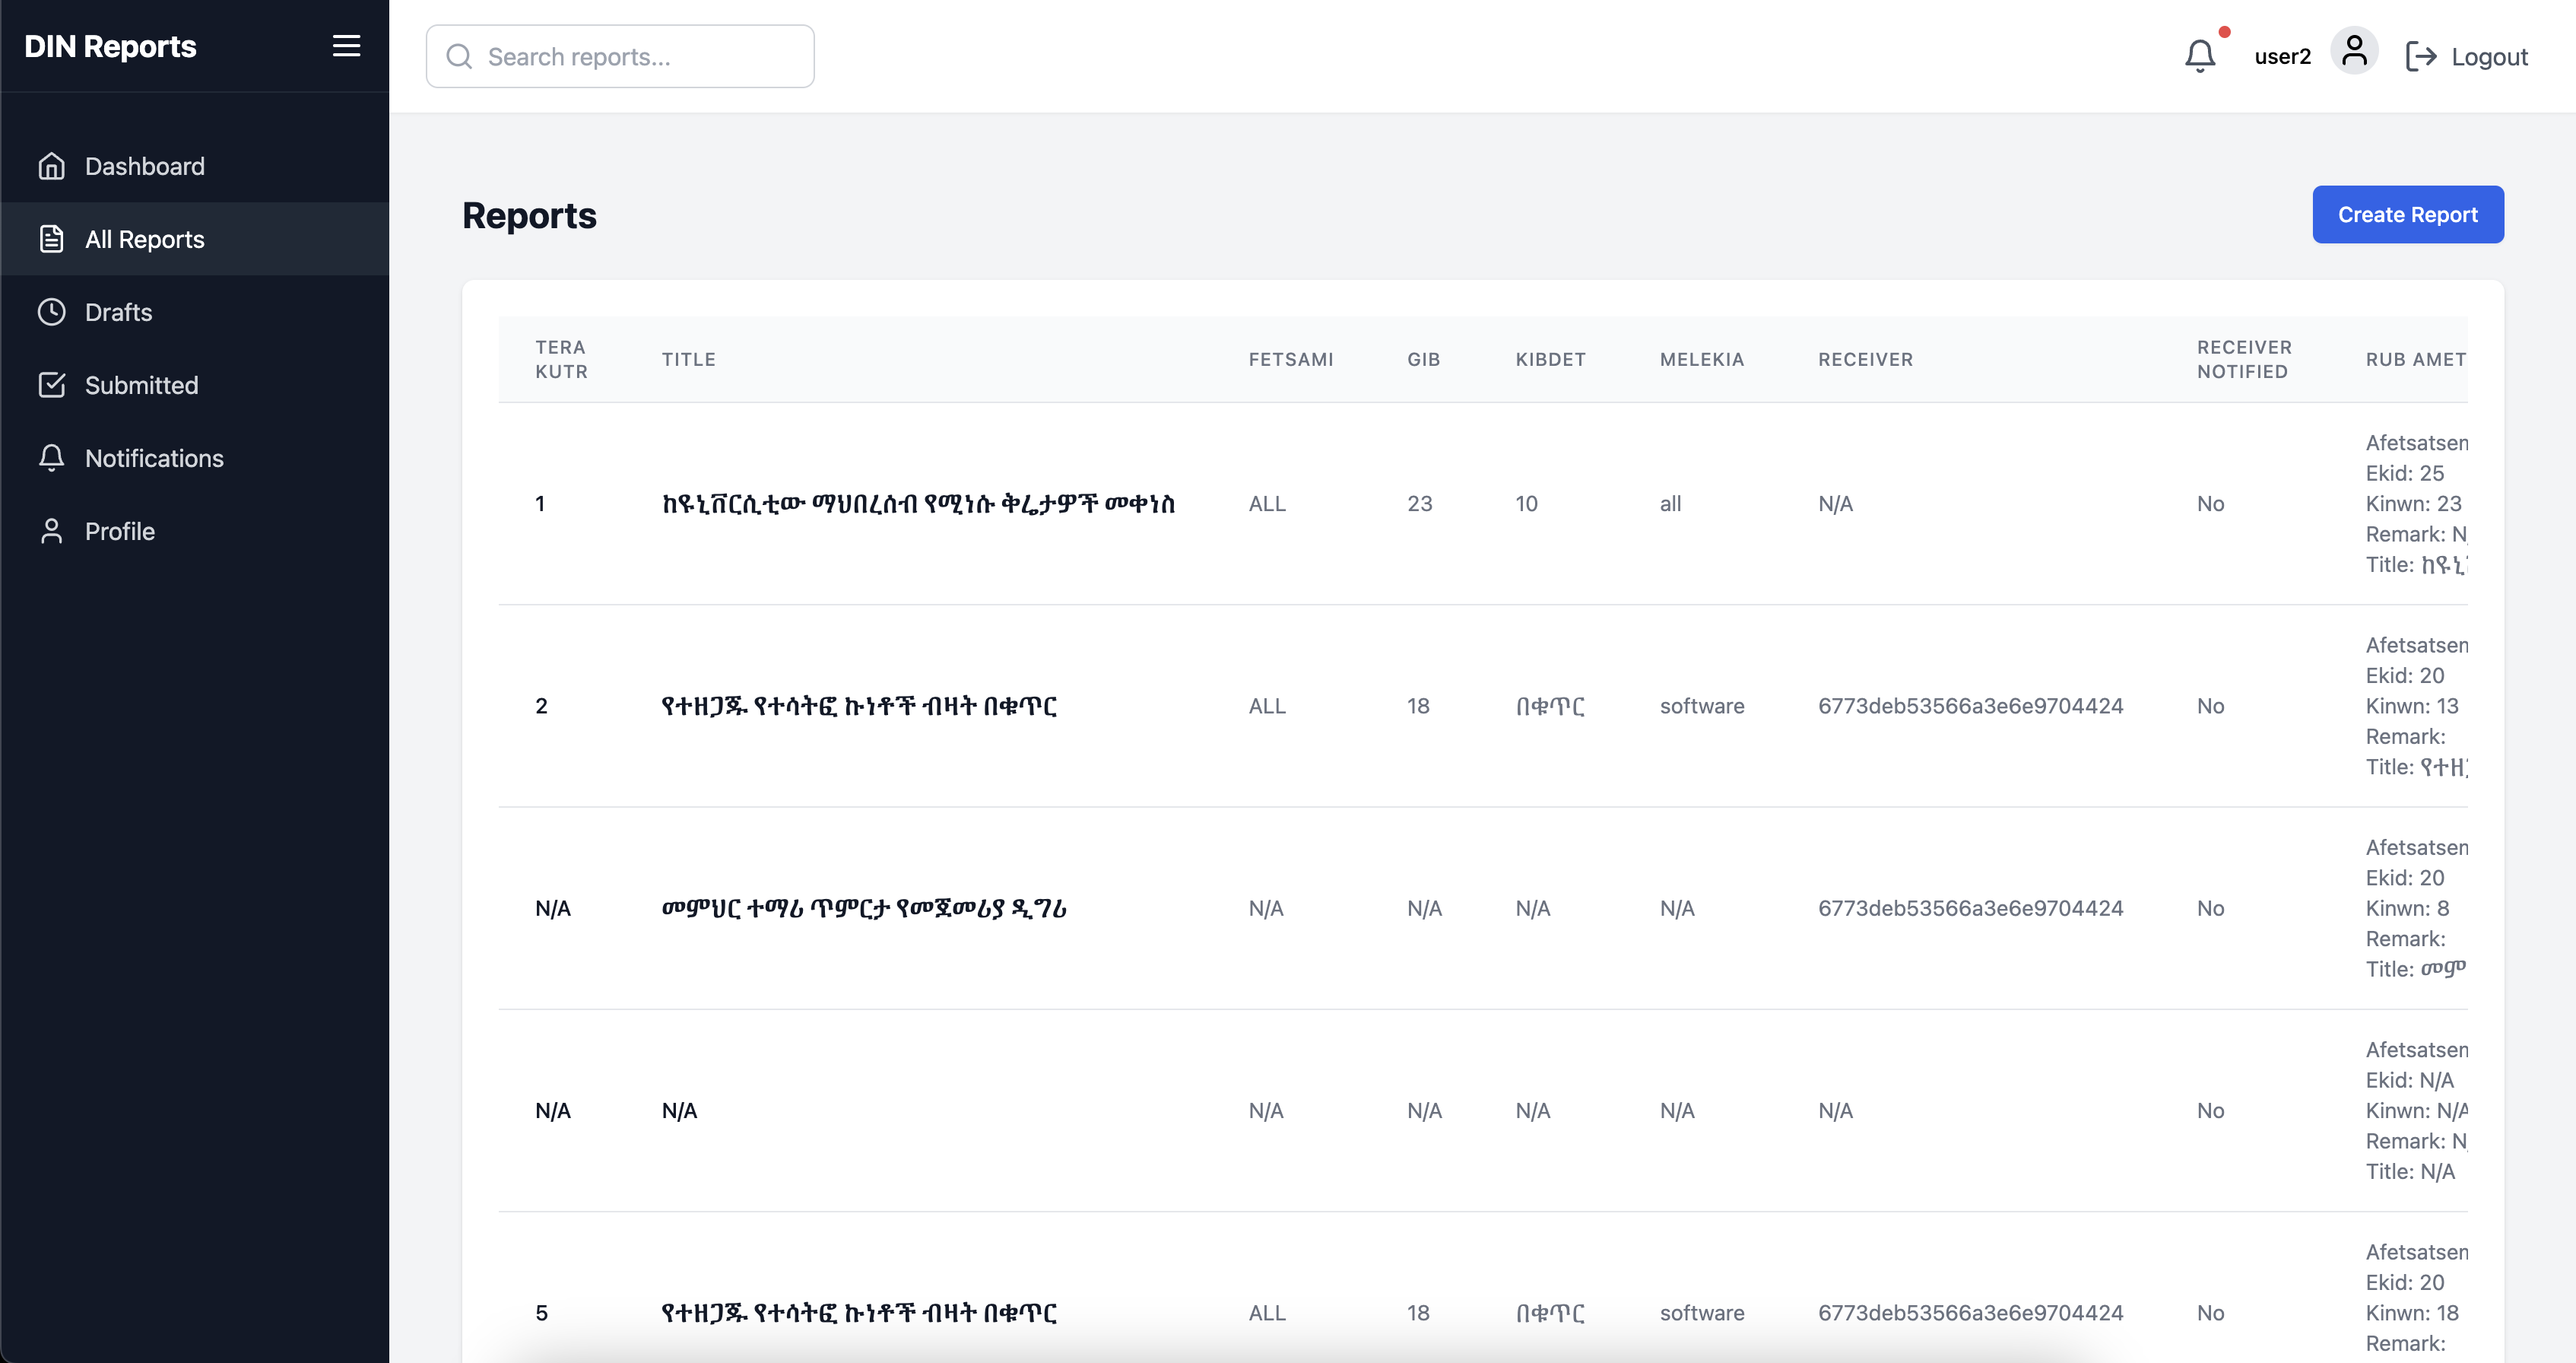 DIN Reports
Search reports...
user2
Logout
Dashboard
All Reports
Drafts
Submitted
Notifications
Profile
Reports
Create Report
TERA KUTR
TITLE
FETSAMI
GIB
KIBDET
MELEKIA
RECEIVER
RECEIVER NOTIFIED
RUB AMET
1
ከዩኒቨርሲቲው ማህበረሰብ የሚነሱ ቅሬታዎች መቀነስ
ALL
23
10
all
N/A
No
Afetsatsem
Ekid: 25
Kinwn: 23
Remark: N/
Title: ከዩኒ
2
የተዘጋጁ የተሳትፎ ኩነቶች ብዛት በቁጥር
ALL
18
በቁጥር
software
6773deb53566a3e6e9704424
No
Afetsatsem
Ekid: 20
Kinwn: 13
Remark:
Title: የተዘ
N/A
መምህር ተማሪ ጥምርታ የመጀመሪያ ዲግሪ
N/A
N/A
N/A
N/A
6773deb53566a3e6e9704424
No
Afetsatsem
Ekid: 20
Kinwn: 8
Remark:
Title: መም
N/A
N/A
N/A
N/A
N/A
N/A
N/A
No
Afetsatsem
Ekid: N/A
Kinwn: N/A
Remark: N/
Title: N/A
5
የተዘጋጁ የተሳትፎ ኩነቶች ብዛት በቁጥር
ALL
18
በቁጥር
software
6773deb53566a3e6e9704424
No
Afetsatsem
Ekid: 20
Kinwn: 18
Remark: